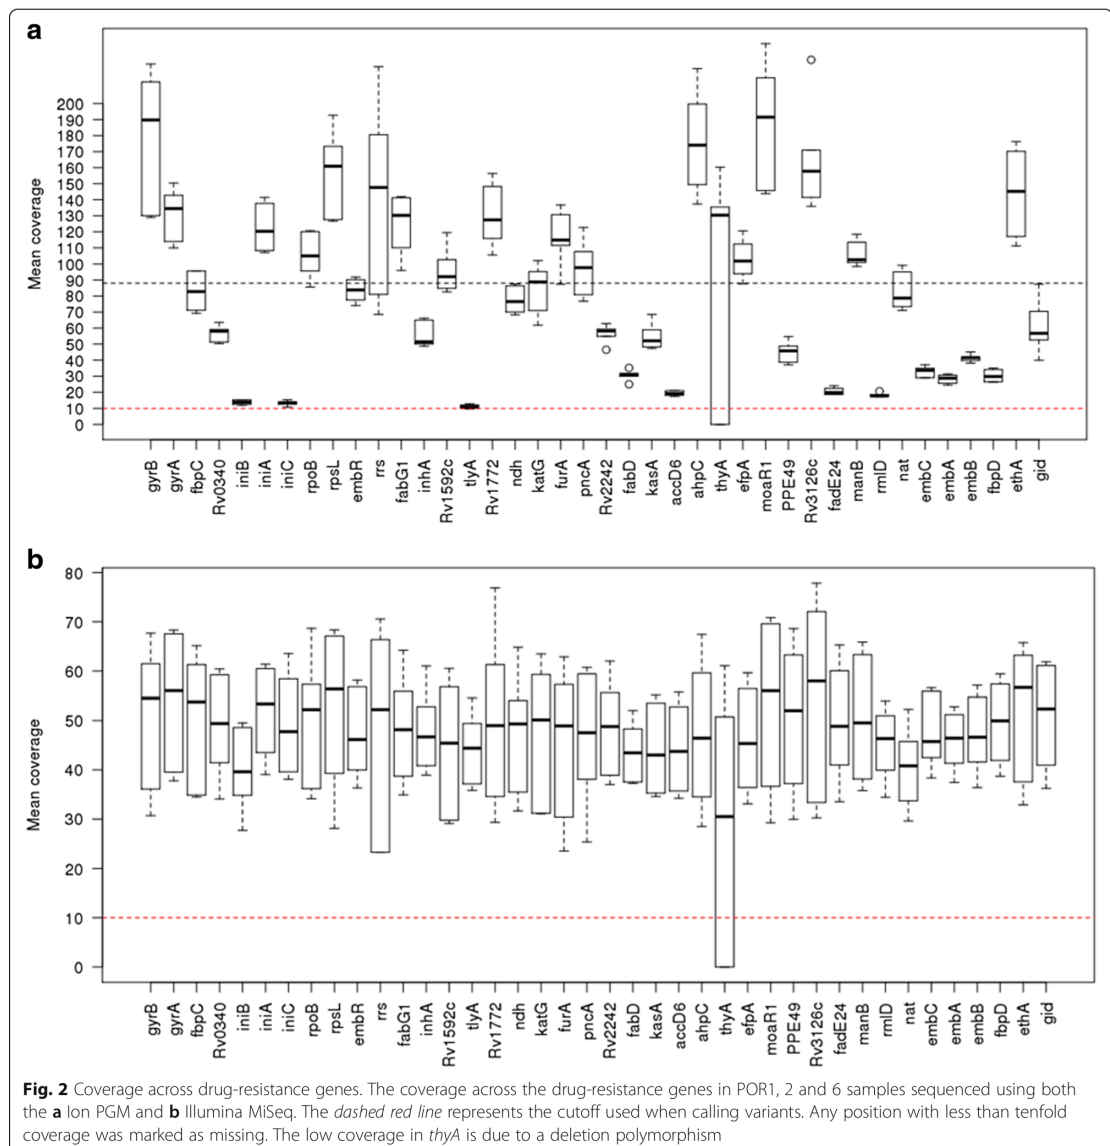 a
Mean coverage
200
190
180
170
160
150
140
130
120
110
100
90
80
70
60
50
40
30
20
10
0
gyrB
gyrA
fbpC
Rv0340
iniB
iniA
iniC
rpoB
rpsL
embR
rrs
fabG1
inhA
Rv1592c
tlyA
Rv1772
ndh
katG
furA
pncA
Rv2242
fabD
kasA
accD6
ahpC
thyA
efpA
moaR1
PPE49
Rv3126c
fadE24
manB
rmlD
nat
embC
embA
embB
fbpD
ethA
gid
b
Mean coverage
80
70
60
50
40
30
20
10
0
gyrB
gyrA
fbpC
Rv0340
iniB
iniA
iniC
rpoB
rpsL
embR
rrs
fabG1
inhA
Rv1592c
tlyA
Rv1772
ndh
katG
furA
pncA
Rv2242
fabD
kasA
accD6
ahpC
thyA
efpA
moaR1
PPE49
Rv3126c
fadE24
manB
rmlD
nat
embC
embA
embB
fbpD
ethA
gid
Fig. 2 Coverage across drug-resistance genes. The coverage across the drug-resistance genes in POR1, 2 and 6 samples sequenced using both
the a Ion PGM and b Illumina MiSeq. The dashed red line represents the cutoff used when calling variants. Any position with less than tenfold
coverage was marked as missing. The low coverage in thyA is due to a deletion polymorphism